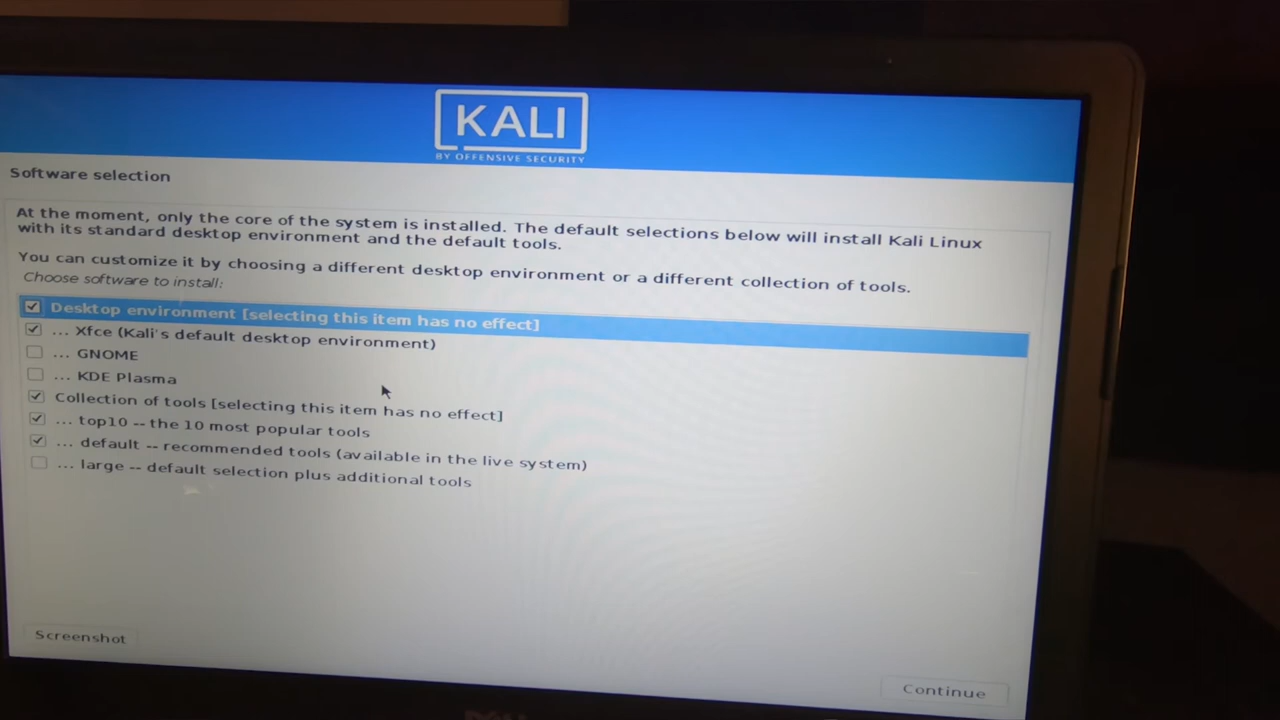 KALI
BY OFFENSIVE SECURITY
Software selection
At the moment, only the core of the system is installed. The default selections below will install Kali Linux
with its standard desktop environment and the default tools.
You can customize it by choosing a different desktop environment or a different collection of tools.
Choose software to install:
Desktop environment [selecting this item has no effect]
... Xfce (Kali's default desktop environment)
... GNOME
... KDE Plasma
Collection of tools [selecting this item has no effect]
... top10 -- the 10 most popular tools
... default -- recommended tools (available in the live system)
... large -- default selection plus additional tools
Screenshot
Continue